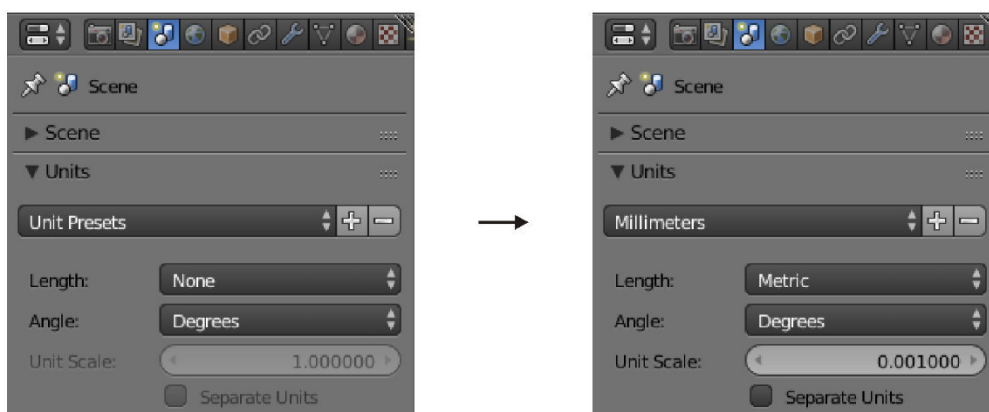 Scene
Scene
Units
Unit Presets
Length: None
Angle: Degrees
Unit Scale: 1.000000
Separate Units
Scene
Scene
Units
Millimeters
Length: Metric
Angle: Degrees
Unit Scale: 0.001000
Separate Units